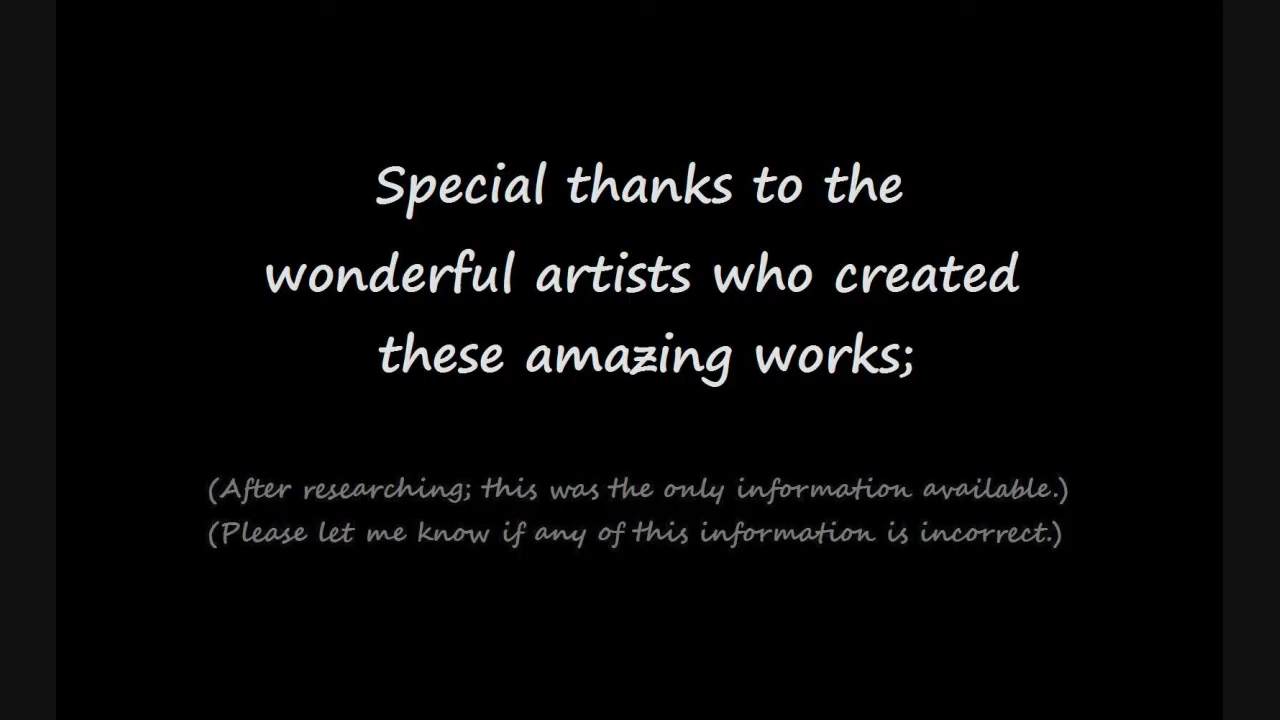 Special thanks to the
wonderful artists who created
these amazing works;
(After researching; this was the only information available.)
(Please let me know if any of this information is incorrect.)